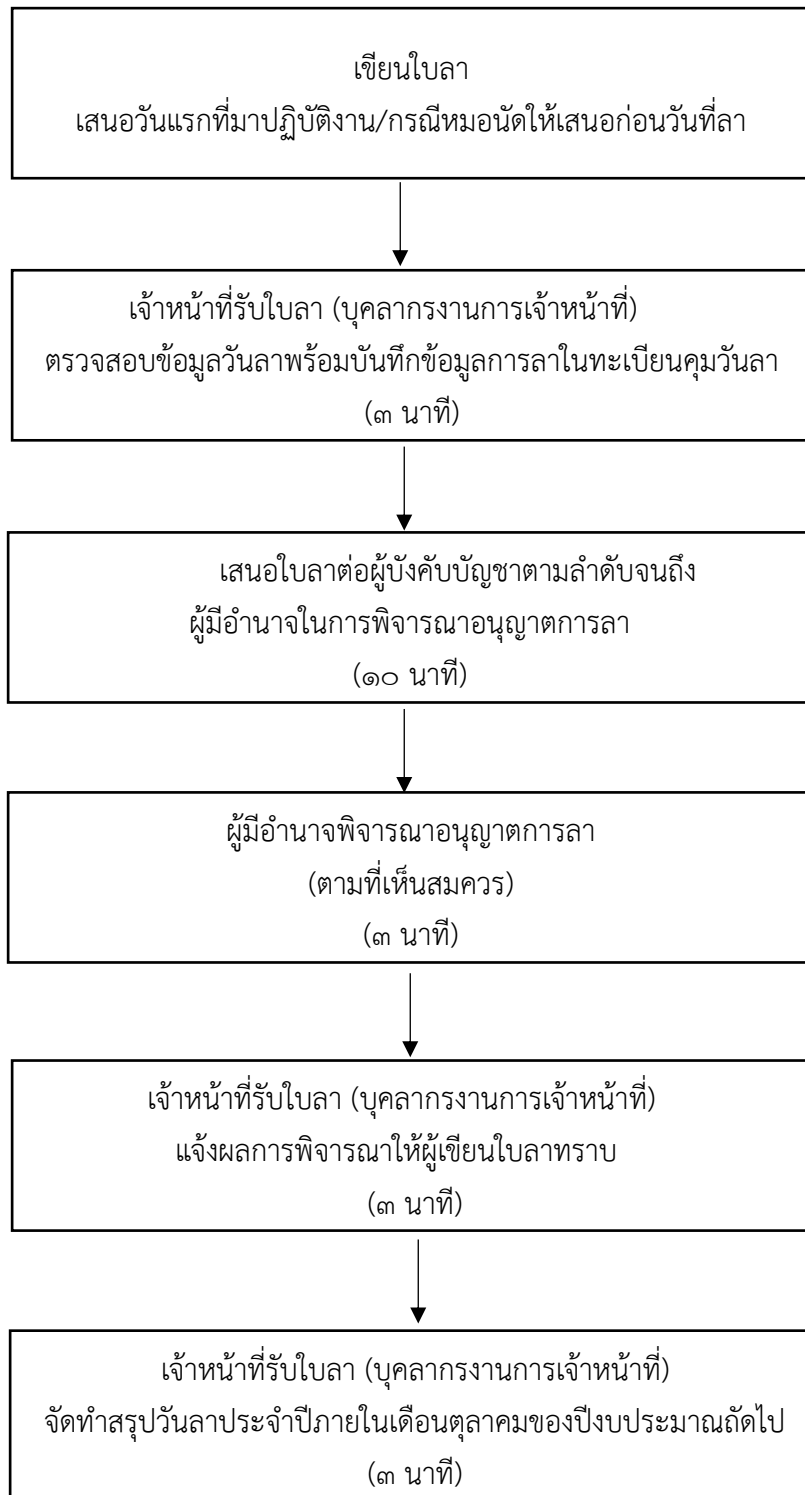 เขียนใบลา
เสนอวันแรกที่มาปฏิบัติงาน/กรณีหมอนัดให้เสนอก่อนวันที่ลา
เจ้าหน้าที่รับใบลา (บุคลากรงานการเจ้าหน้าที่)
ตรวจสอบข้อมูลวันลาพร้อมบันทึกข้อมูลการลาในทะเบียนคุมวันลา
(๓ นาที)
เสนอใบลาต่อผู้บังคับบัญชาตามลำดับจนถึง
ผู้มีอำนาจในการพิจารณาอนุญาตการลา
(๑๐ นาที)
ผู้มีอำนาจพิจารณาอนุญาตการลา
(ตามที่เห็นสมควร)
(๓ นาที)
เจ้าหน้าที่รับใบลา (บุคลากรงานการเจ้าหน้าที่)
แจ้งผลการพิจารณาให้ผู้เขียนใบลาทราบ
(๓ นาที)
เจ้าหน้าที่รับใบลา (บุคลากรงานการเจ้าหน้าที่)
จัดทำสรุปวันลาประจำปีภายในเดือนตุลาคมของปีงบประมาณถัดไป
(๓ นาที)